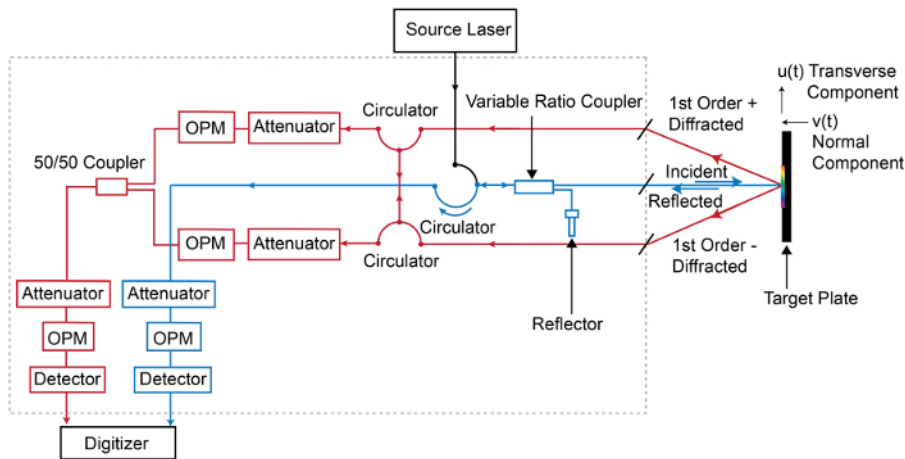 Source Laser
u(t) Transverse
Component
Circulator
Variable Ratio Coupler
1st Order +
Diffracted
v(t)
Normal
Component
OPM
Attenuator
50/50 Coupler
Incident
Reflected
Circulator
OPM
Attenuator
Circulator
1st Order -
Diffracted
Attenuator
Attenuator
Target Plate
Reflector
OPM
OPM
Detector
Detector
Digitizer